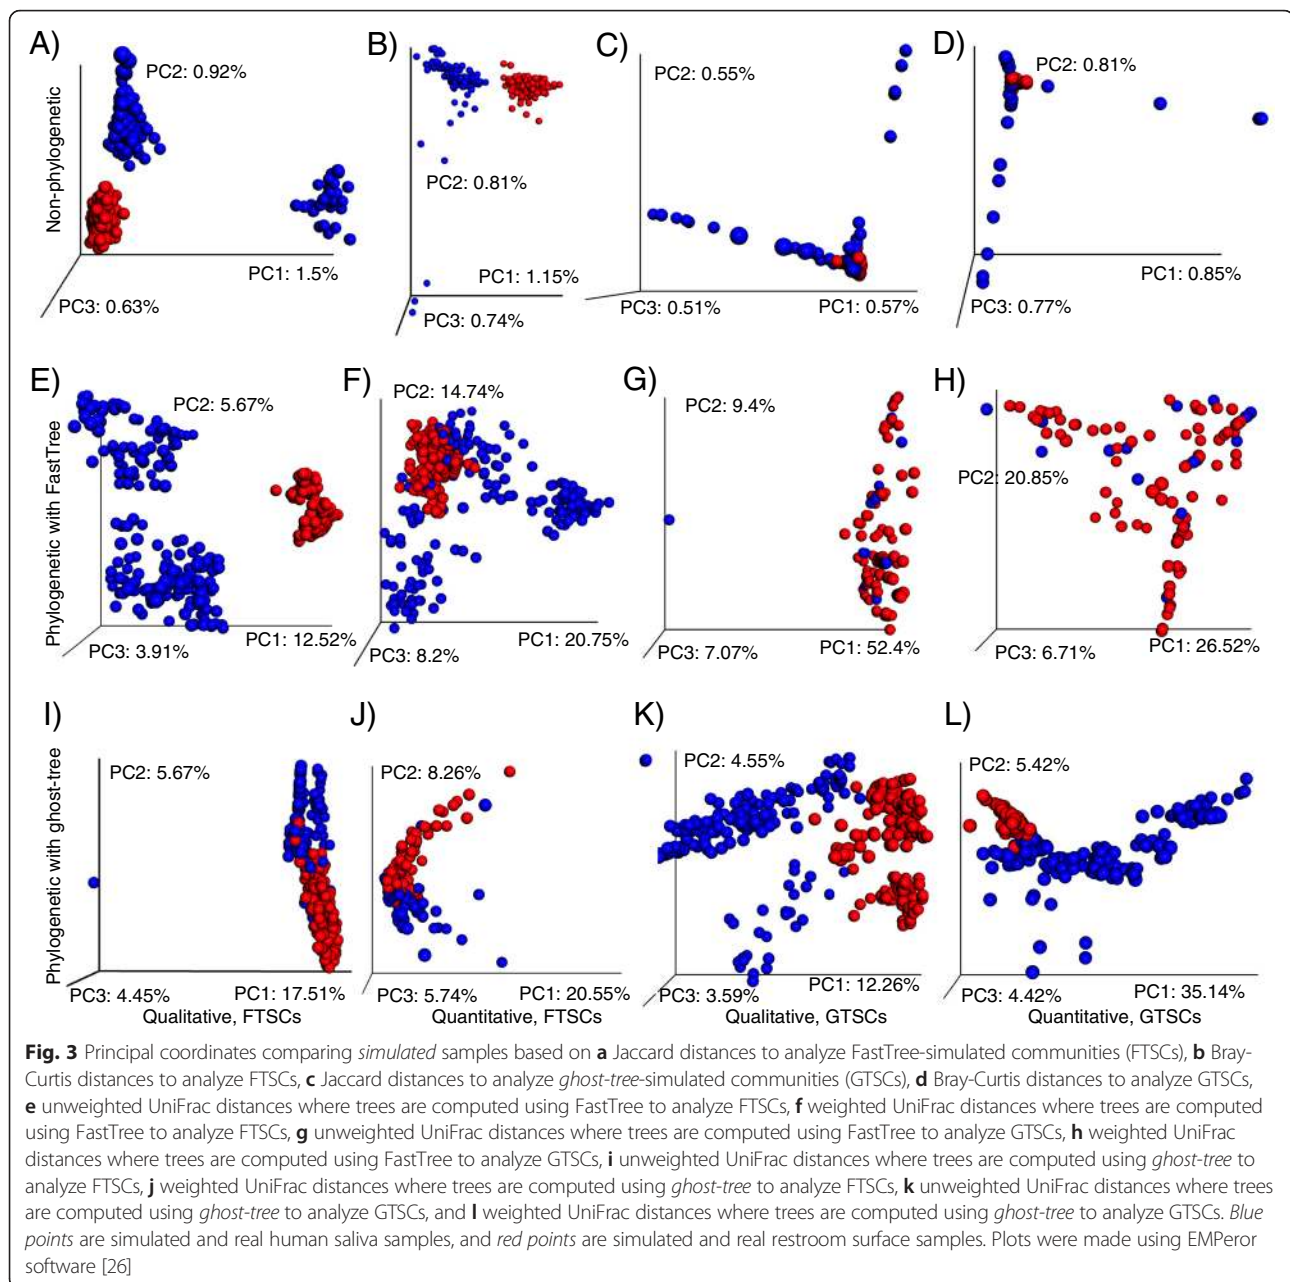 A)
B)
C)
D)
Non-phylogenetic
PC2: 0.92%
PC1: 1.5%
PC3: 0.63%
PC2: 0.81%
PC1: 1.15%
PC3: 0.74%
PC2: 0.55%
PC3: 0.51%
PC1: 0.57%
PC2: 0.81%
PC1: 0.85%
PC3: 0.77%
E)
F)
G)
H)
Phylogenetic with FastTree
PC2: 5.67%
PC3: 3.91%
PC1: 12.52%
PC2: 14.74%
PC3: 8.2%
PC1: 20.75%
PC2: 9.4%
PC3: 7.07%
PC1: 52.4%
PC2: 20.85%
PC3: 6.71%
PC1: 26.52%
I)
J)
K)
L)
Phylogenetic with ghost-tree
PC2: 5.67%
PC3: 4.45%
PC1: 17.51%
Qualitative, FTSCs
PC2: 8.26%
PC3: 5.74%
PC1: 20.55%
Quantitative, FTSCs
PC2: 4.55%
PC3: 3.59%
PC1: 12.26%
Qualitative, GTSCs
PC2: 5.42%
PC3: 4.42%
PC1: 35.14%
Quantitative, GTSCs
Fig. 3 Principal coordinates comparing simulated samples based on a Jaccard distances to analyze FastTree-simulated communities (FTSCs), b Bray-
Curtis distances to analyze FTSCs, c Jaccard distances to analyze ghost-tree-simulated communities (GTSCs), d Bray-Curtis distances to analyze GTSCs,
e unweighted UniFrac distances where trees are computed using FastTree to analyze FTSCs, f weighted UniFrac distances where trees are computed
using FastTree to analyze FTSCs, g unweighted UniFrac distances where trees are computed using FastTree to analyze GTSCs, h weighted UniFrac
distances where trees are computed using FastTree to analyze GTSCs, i unweighted UniFrac distances where trees are computed using ghost-tree to
analyze FTSCs, j weighted UniFrac distances where trees are computed using ghost-tree to analyze FTSCs, k unweighted UniFrac distances where trees
are computed using ghost-tree to analyze GTSCs, and l weighted UniFrac distances where trees are computed using ghost-tree to analyze GTSCs. Blue
points are simulated and real human saliva samples, and red points are simulated and real restroom surface samples. Plots were made using EMPeror
software [26]